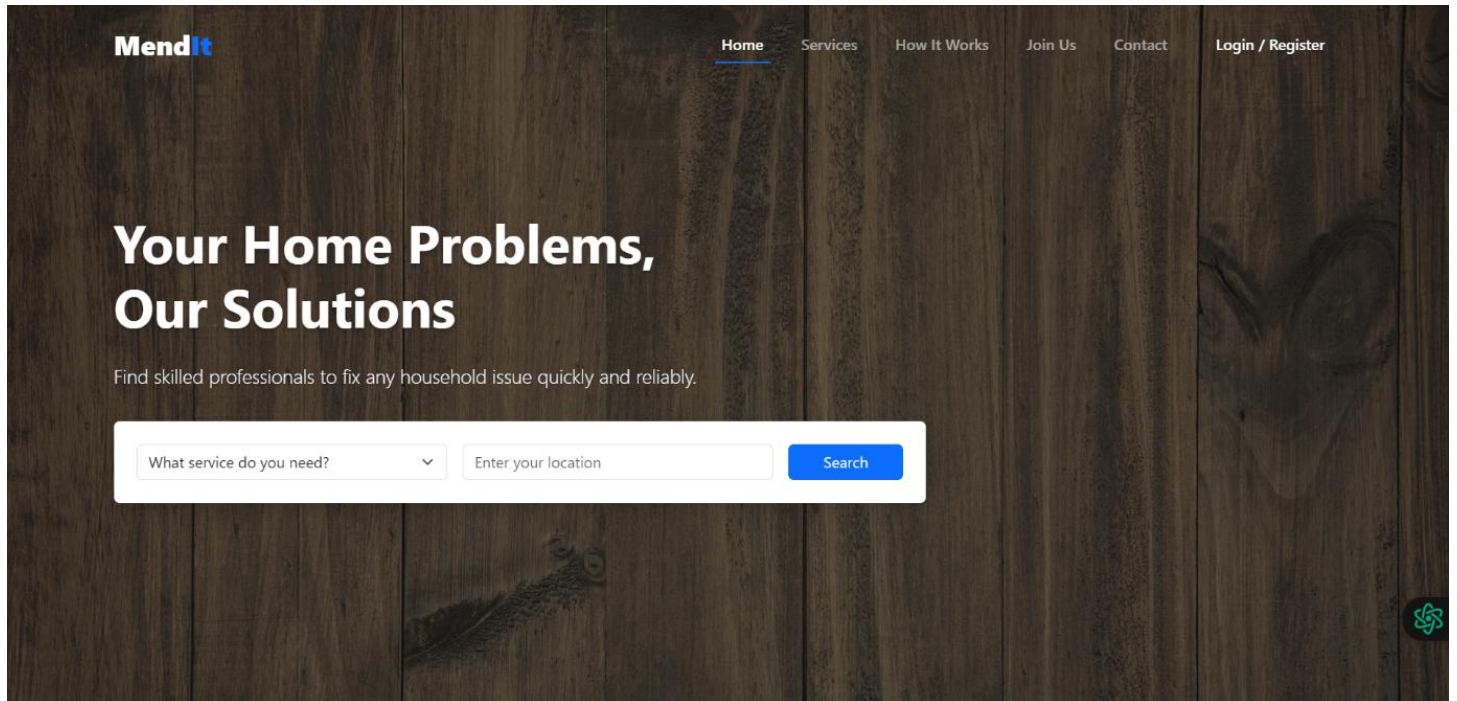 MendIt
Home Services How It Works Join Us Contact Login / Register
Your Home Problems,
Our Solutions
Find skilled professionals to fix any household issue quickly and reliably.
What service do you need? Enter your location Search